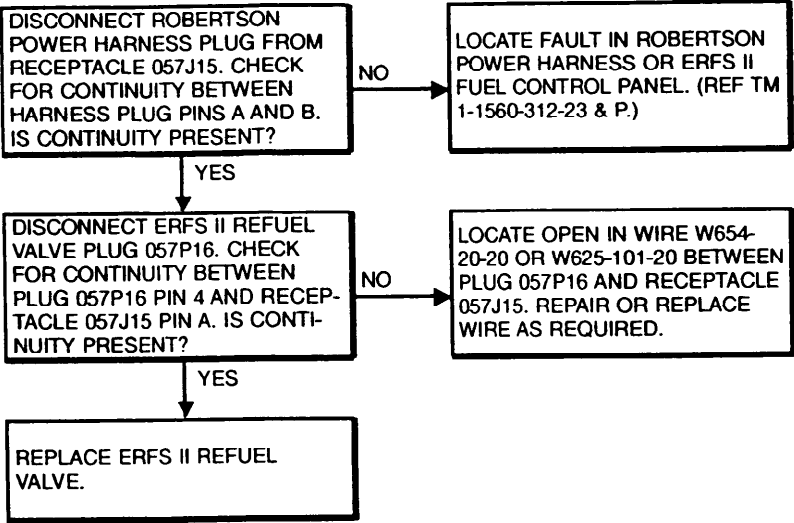 DISCONNECT ROBERTSON
POWER HARNESS PLUG FROM
RECEPTACLE 057J15. CHECK
FOR CONTINUITY BETWEEN
HARNESS PLUG PINS A AND B.
IS CONTINUITY PRESENT?
NO
LOCATE FAULT IN ROBERTSON
POWER HARNESS OR ERFS II
FUEL CONTROL PANEL. (REF TM
1-1560-312-23 & P.)
YES
DISCONNECT ERFS II REFUEL
VALVE PLUG 057P16. CHECK
FOR CONTINUITY BETWEEN
PLUG 057P16 PIN 4 AND RECEP-
TACLE 057J15 PIN A. IS CONTI-
NUITY PRESENT?
NO
LOCATE OPEN IN WIRE W654-
20-20 OR W625-101-20 BETWEEN
PLUG 057P16 AND RECEPTACLE
057J15. REPAIR OR REPLACE
WIRE AS REQUIRED.
YES
REPLACE ERFS II REFUEL
VALVE.